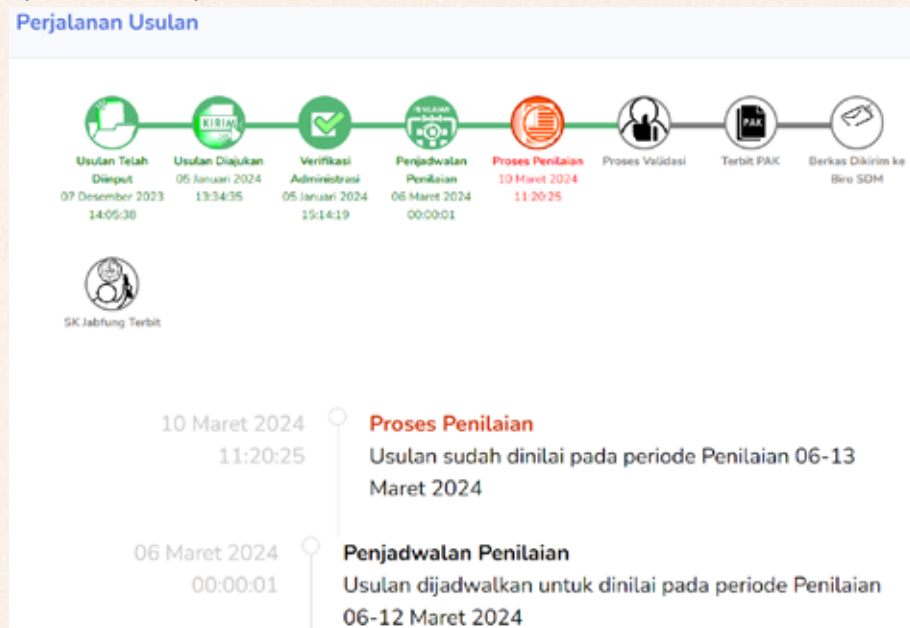 Perjalanan Usulan
KIRIM
PAK
Usulan Telah Diinput
07 Desember 2023
14:05:38
Usulan Diajukan
05 Januari 2024
13:34:35
Verifikasi Administrasi
05 Januari 2024
15:14:19
Penjadwalan Penilaian
06 Maret 2024
00:00:01
Proses Penilaian
10 Maret 2024
11:20:25
Proses Validasi
Terbit PAK
Berkas Dikirim ke Biro SDM
SK Jabfung Terbit
10 Maret 2024
11:20:25
Proses Penilaian
Usulan sudah dinilai pada periode Penilaian 06-13
Maret 2024
06 Maret 2024
00:00:01
Penjadwalan Penilaian
Usulan dijadwalkan untuk dinilai pada periode Penilaian
06-12 Maret 2024